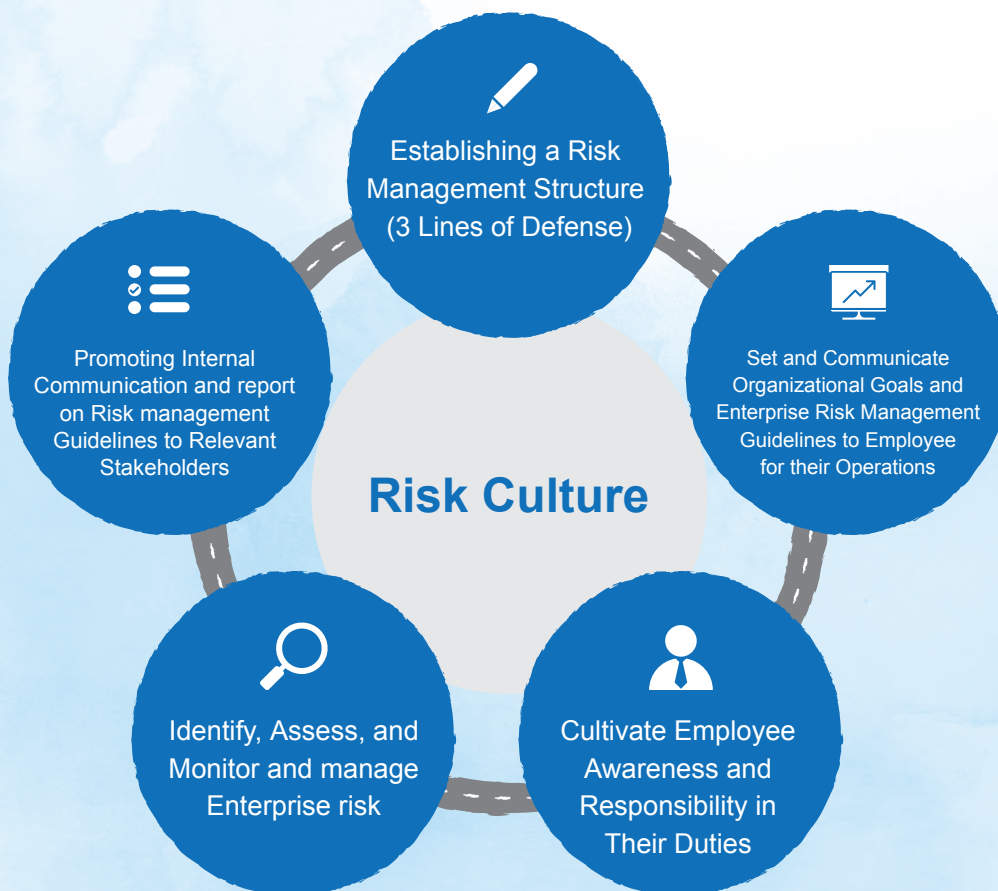 Establishing a Risk
Management Structure
(3 Lines of Defense)
Set and Communicate
Organizational Goals and
Enterprise Risk Management
Guidelines to Employee
for their Operations
Cultivate Employee
Awareness and
Responsibility in
Their Duties
Identify, Assess, and
Monitor and manage
Enterprise risk
Promoting Internal
Communication and report
on Risk management
Guidelines to Relevant
Stakeholders
Risk Culture